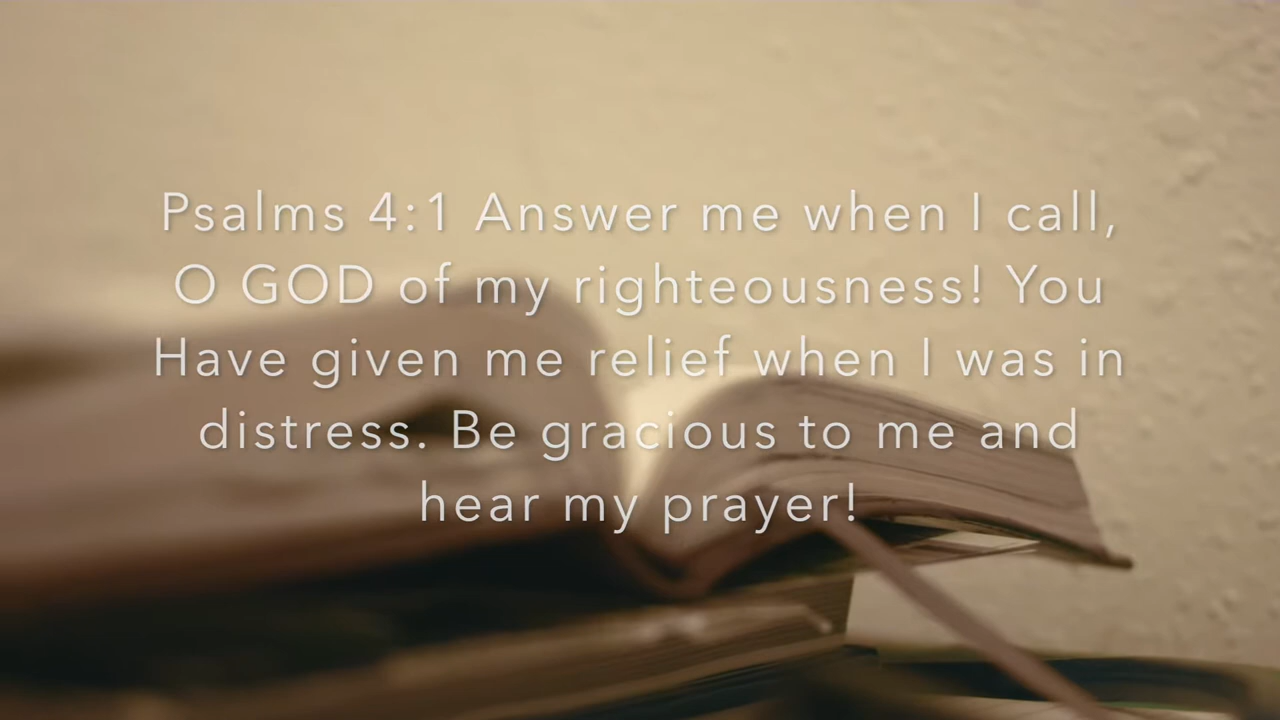 Psalms 4:1 Answer me when I call,
O GOD of my righteousness! You
Have given me relief when I was in
distress. Be gracious to me and
hear my prayer!